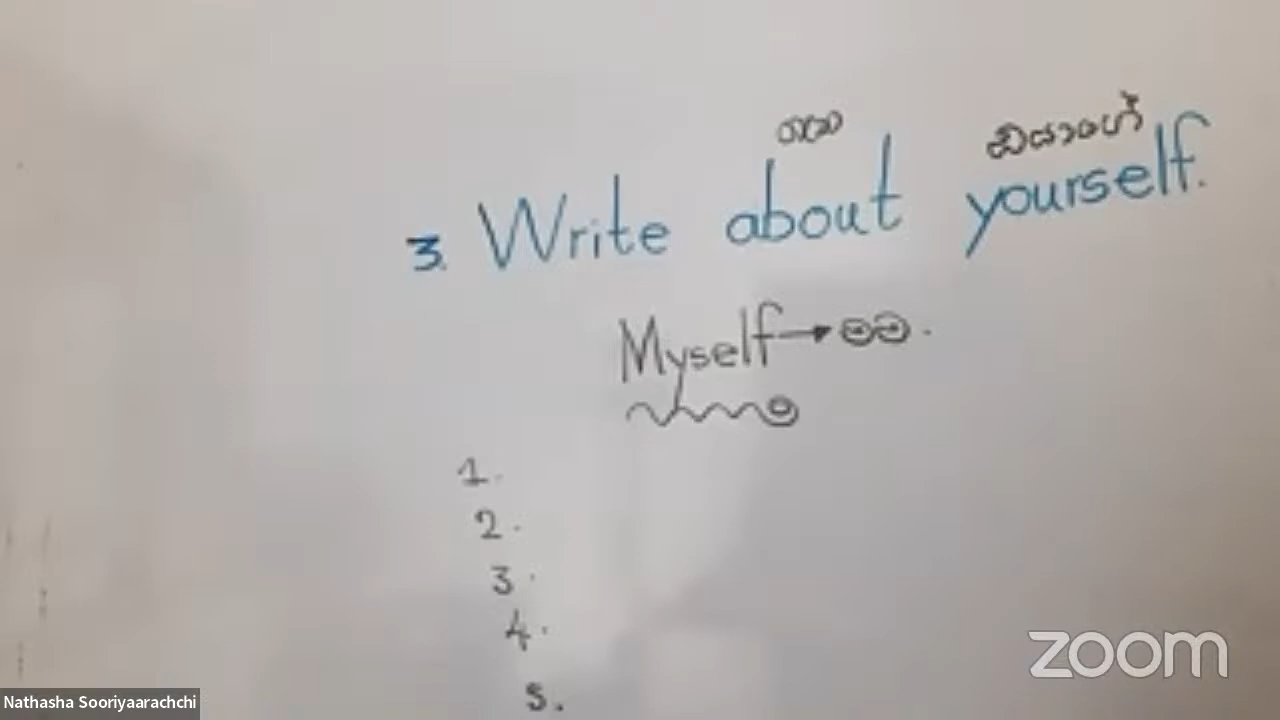 ගැන ඔයාගේ
3. Write about yourself.
Myself → මම.
1.
2.
3.
4.
5.
zoom
Nathasha Sooriyaarachchi